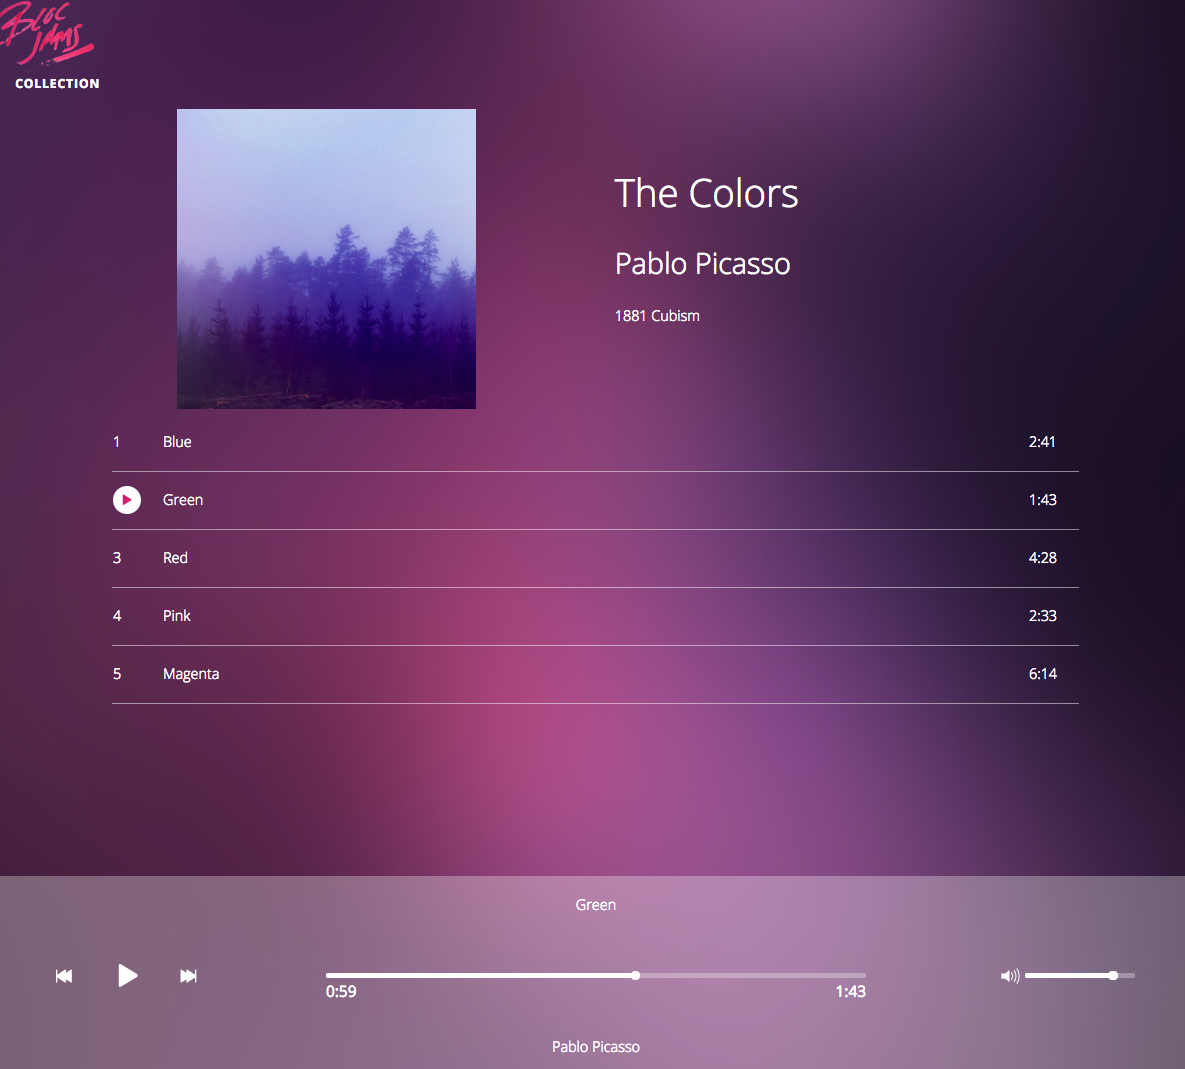 BLOC
JAMS
COLLECTION
The Colors
Pablo Picasso
1881 Cubism
1 Blue 2:41
Green 1:43
3 Red 4:28
4 Pink 2:33
5 Magenta 6:14
Green
0:59 1:43
Pablo Picasso